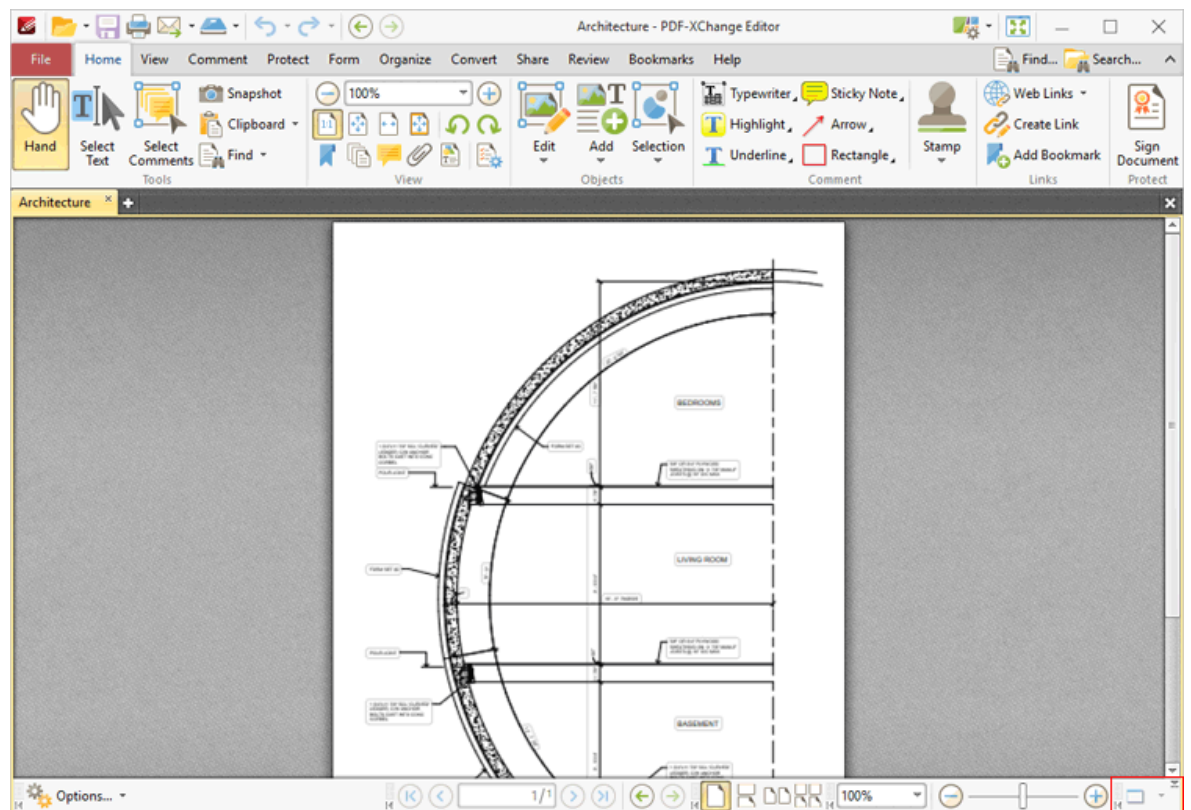 Architecture - PDF-XChange Editor
File Home View Comment Protect Form Organize Convert Share Review Bookmarks Help Find... Search...
Hand
Select Text
Select Comments
Snapshot
Clipboard
Find
Tools
100%
1:1
View
Edit
Add
Selection
Objects
Typewriter
Sticky Note
Highlight
Arrow
Underline
Rectangle
Stamp
Comment
Web Links
Create Link
Add Bookmark
Links
Sign Document
Protect
Architecture
BEDROOMS
LIVING ROOM
BASEMENT
Options...
1/1
100%